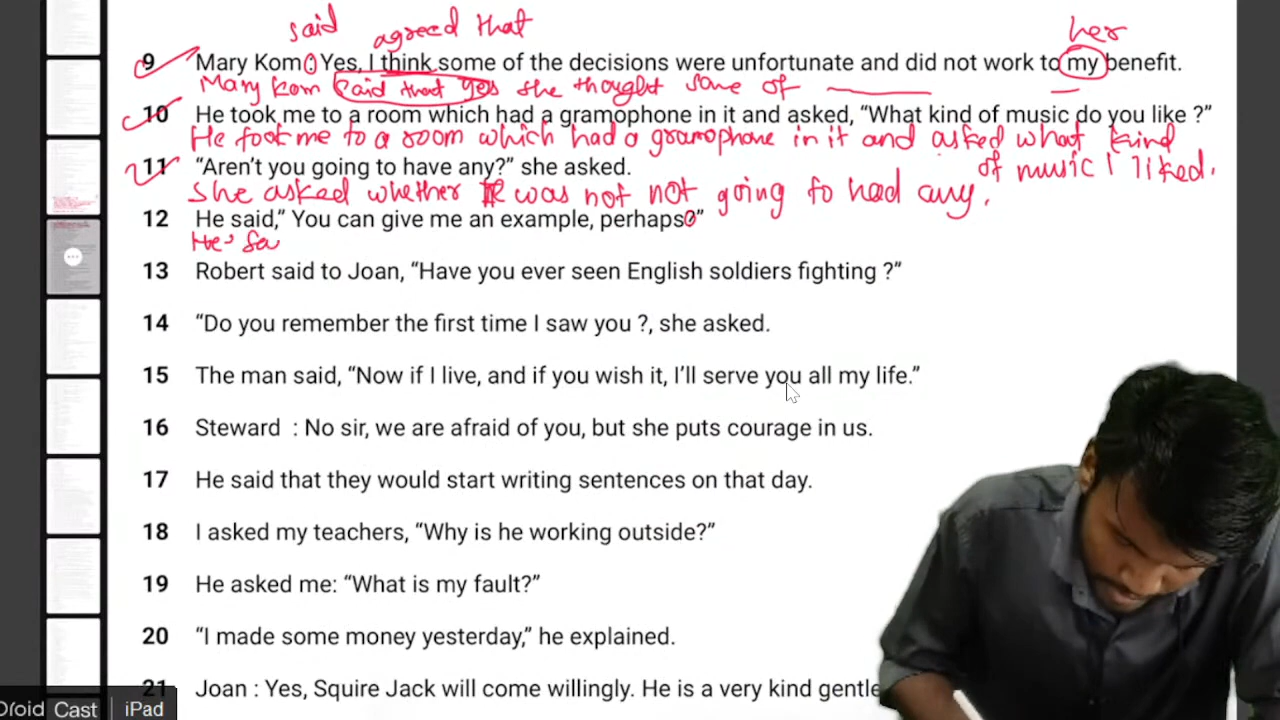 said agreed that her
9 Mary Kom : Yes, I think some of the decisions were unfortunate and did not work to my benefit.
Mary Kom said that yes she thought some of
10 He took me to a room which had a gramophone in it and asked, “What kind of music do you like ?”
He took me to a room which had a gramophone in it and asked what kind
of music I liked.
11 “Aren’t you going to have any?” she asked.
She asked whether was not not going to had any.
12 He said,” You can give me an example, perhaps?”
He sa
13 Robert said to Joan, “Have you ever seen English soldiers fighting ?”
14 “Do you remember the first time I saw you ?, she asked.
15 The man said, “Now if I live, and if you wish it, I’ll serve you all my life.”
16 Steward : No sir, we are afraid of you, but she puts courage in us.
17 He said that they would start writing sentences on that day.
18 I asked my teachers, “Why is he working outside?”
19 He asked me: “What is my fault?”
20 “I made some money yesterday,” he explained.
21 Joan : Yes, Squire Jack will come willingly. He is a very kind gentle
Droid Cast iPad